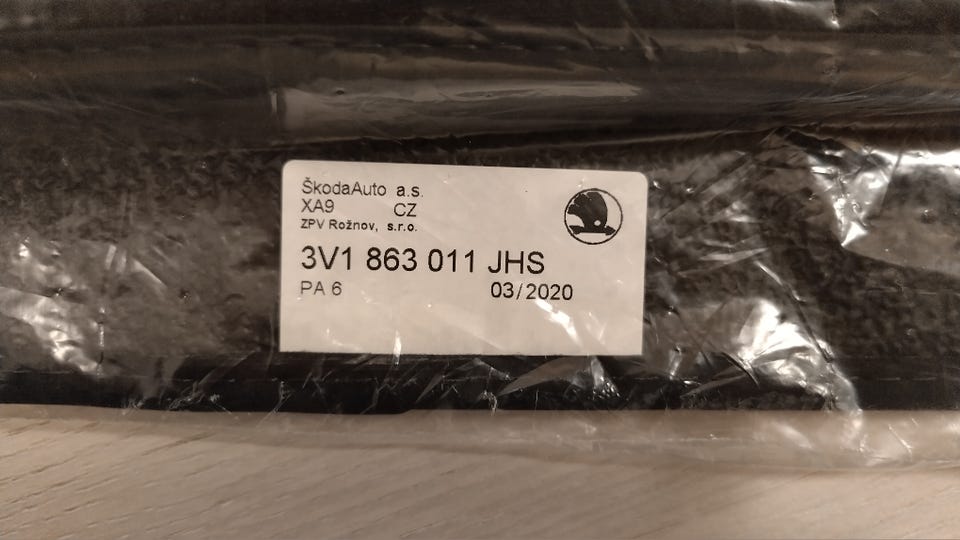 ŠkodaAuto a.s.
XA9 CZ
ZPV Rožnov, s.r.o.
3V1 863 011 JHS
PA 6 03/2020